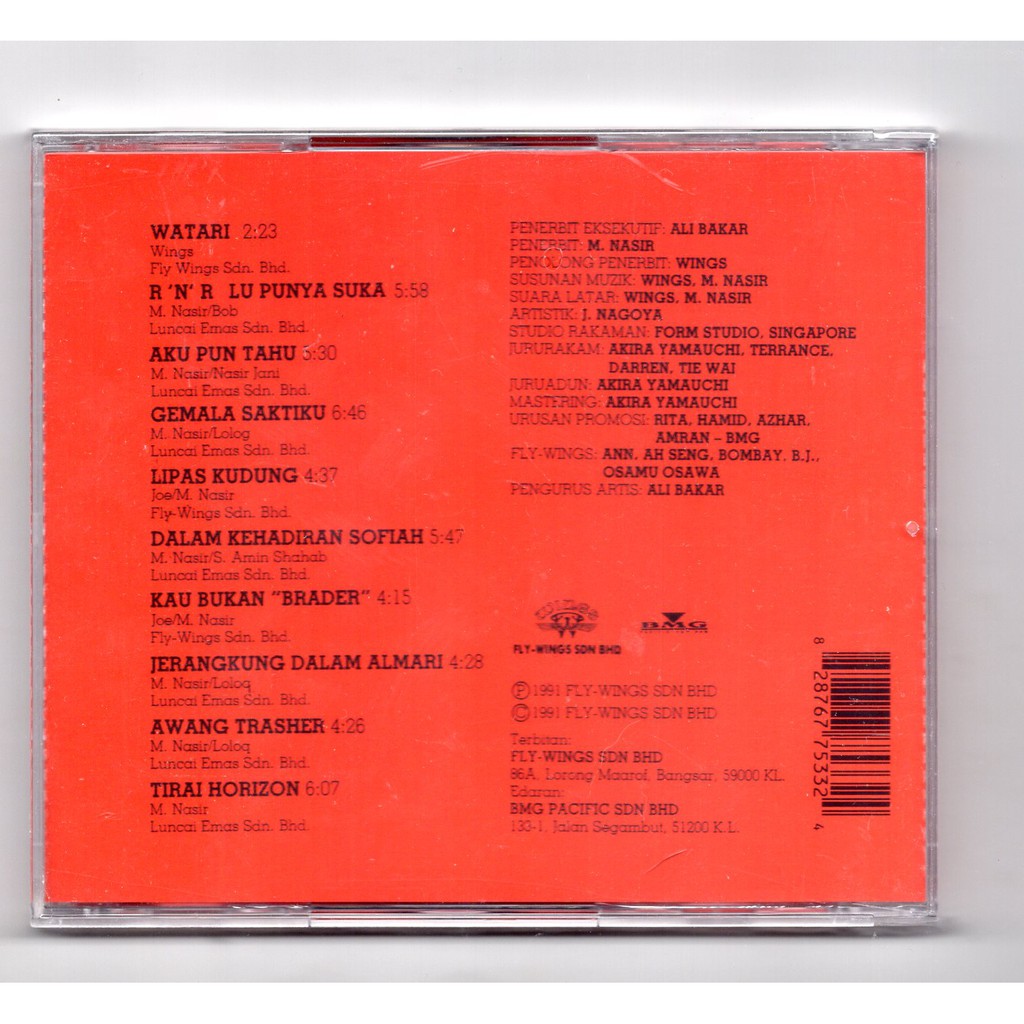 WATARI 2:23
Wings
Fly Wings Sdn. Bhd.
R 'N' R LU PUNYA SUKA 5:58
M. Nasir/Bob
Luncai Emas Sdn. Bhd.
AKU PUN TAHU 5:30
M. Nasir/Nasir Jani
Luncai Emas Sdn. Bhd.
GEMALA SAKTIKU 6:46
M. Nasir/Lolog
Luncai Emas Sdn. Bhd.
LIPAS KUDUNG 4:37
Joe/M. Nasir
Fly-Wings Sdn. Bhd.
DALAM KEHADIRAN SOFIAH 5:47
M. Nasir/S. Amin Shahab
Luncai Emas Sdn. Bhd.
KAU BUKAN "BRADER" 4:15
Joe/M. Nasir
Fly-Wings Sdn. Bhd.
JERANGKUNG DALAM ALMARI 4:28
M. Nasir/Loloq
Luncai Emas Sdn. Bhd.
AWANG TRASHER 4:26
M. Nasir/Loloq
Luncai Emas Sdn. Bhd.
TIRAI HORIZON 6:07
M. Nasir
Luncai Emas Sdn. Bhd.
PENERBIT EKSEKUTIF: ALI BAKAR
PENERBIT: M. NASIR
PENOLONG PENERBIT: WINGS
SUSUNAN MUZIK: WINGS, M. NASIR
SUARA LATAR: WINGS, M. NASIR
ARTISTIK: J. NAGOYA
STUDIO RAKAMAN: FORM STUDIO, SINGAPORE
JURURAKAM: AKIRA YAMAUCHI, TERRANCE,
DARREN, TIE WAI
JURUADUN: AKIRA YAMAUCHI
MASTERING: AKIRA YAMAUCHI
URUSAN PROMOSI: RITA, HAMID, AZHAR,
AMRAN – BMG
FLY-WINGS: ANN, AH SENG, BOMBAY, B.J.,
OSAMU OSAWA
PENGURUS ARTIS: ALI BAKAR
WINGS
FLY-WINGS SDN BHD
BMG
Ⓟ 1991 FLY-WINGS SDN BHD
© 1991 FLY-WINGS SDN BHD
Terbitan:
FLY-WINGS SDN BHD
86A, Lorong Maarof, Bangsar, 59000 KL.
Edaran:
BMG PACIFIC SDN BHD
133-1, Jalan Segambut, 51200 K.L.
8 28767 75332 4